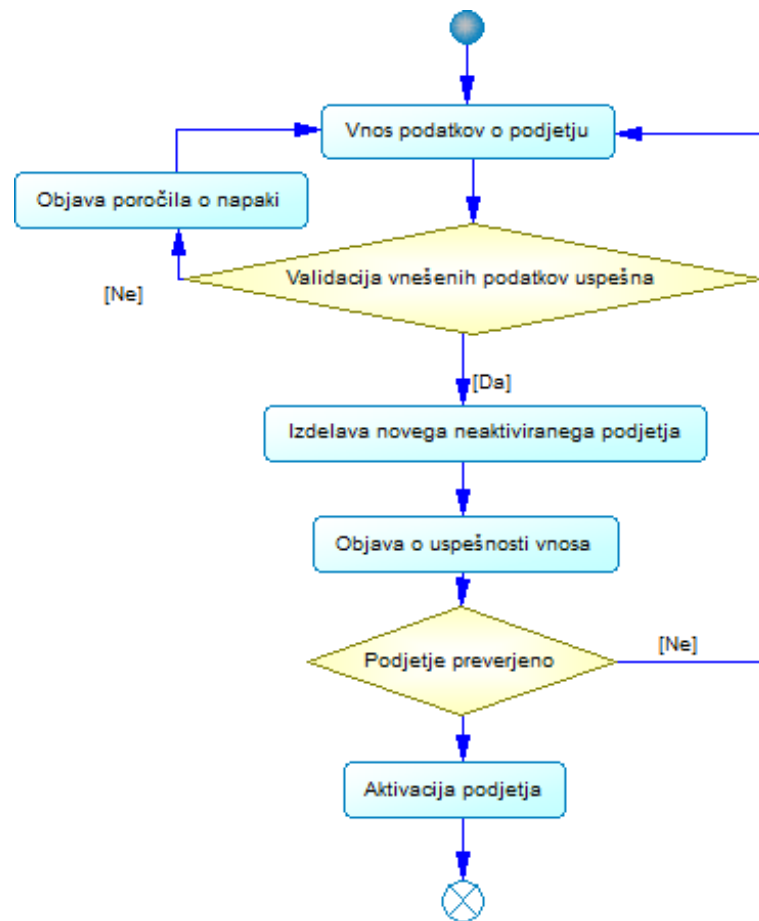 Vnos podatkov o podjetju
Objava poročila o napaki
Validacija vnešenih podatkov uspešna
[Ne]
[Da]
Izdelava novega neaktiviranega podjetja
Objava o uspešnosti vnosa
Podjetje preverjeno
[Ne]
Aktivacija podjetja